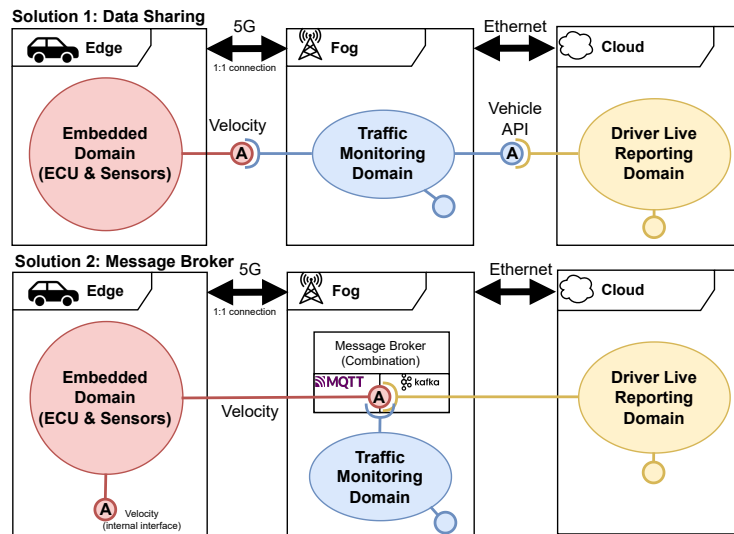 Solution 1: Data Sharing
5G
Ethernet
Edge
1:1 connection
Fog
Cloud
Embedded
Domain
(ECU & Sensors)
Velocity
A
Traffic
Monitoring
Domain
Vehicle
API
A
Driver Live
Reporting
Domain
Solution 2: Message Broker
5G
Ethernet
Edge
1:1 connection
Fog
Cloud
Message Broker
(Combination)
MQTT
kafka
Embedded
Domain
(ECU & Sensors)
Velocity
A
Driver Live
Reporting
Domain
Traffic
Monitoring
Domain
A
Velocity
(internal interface)